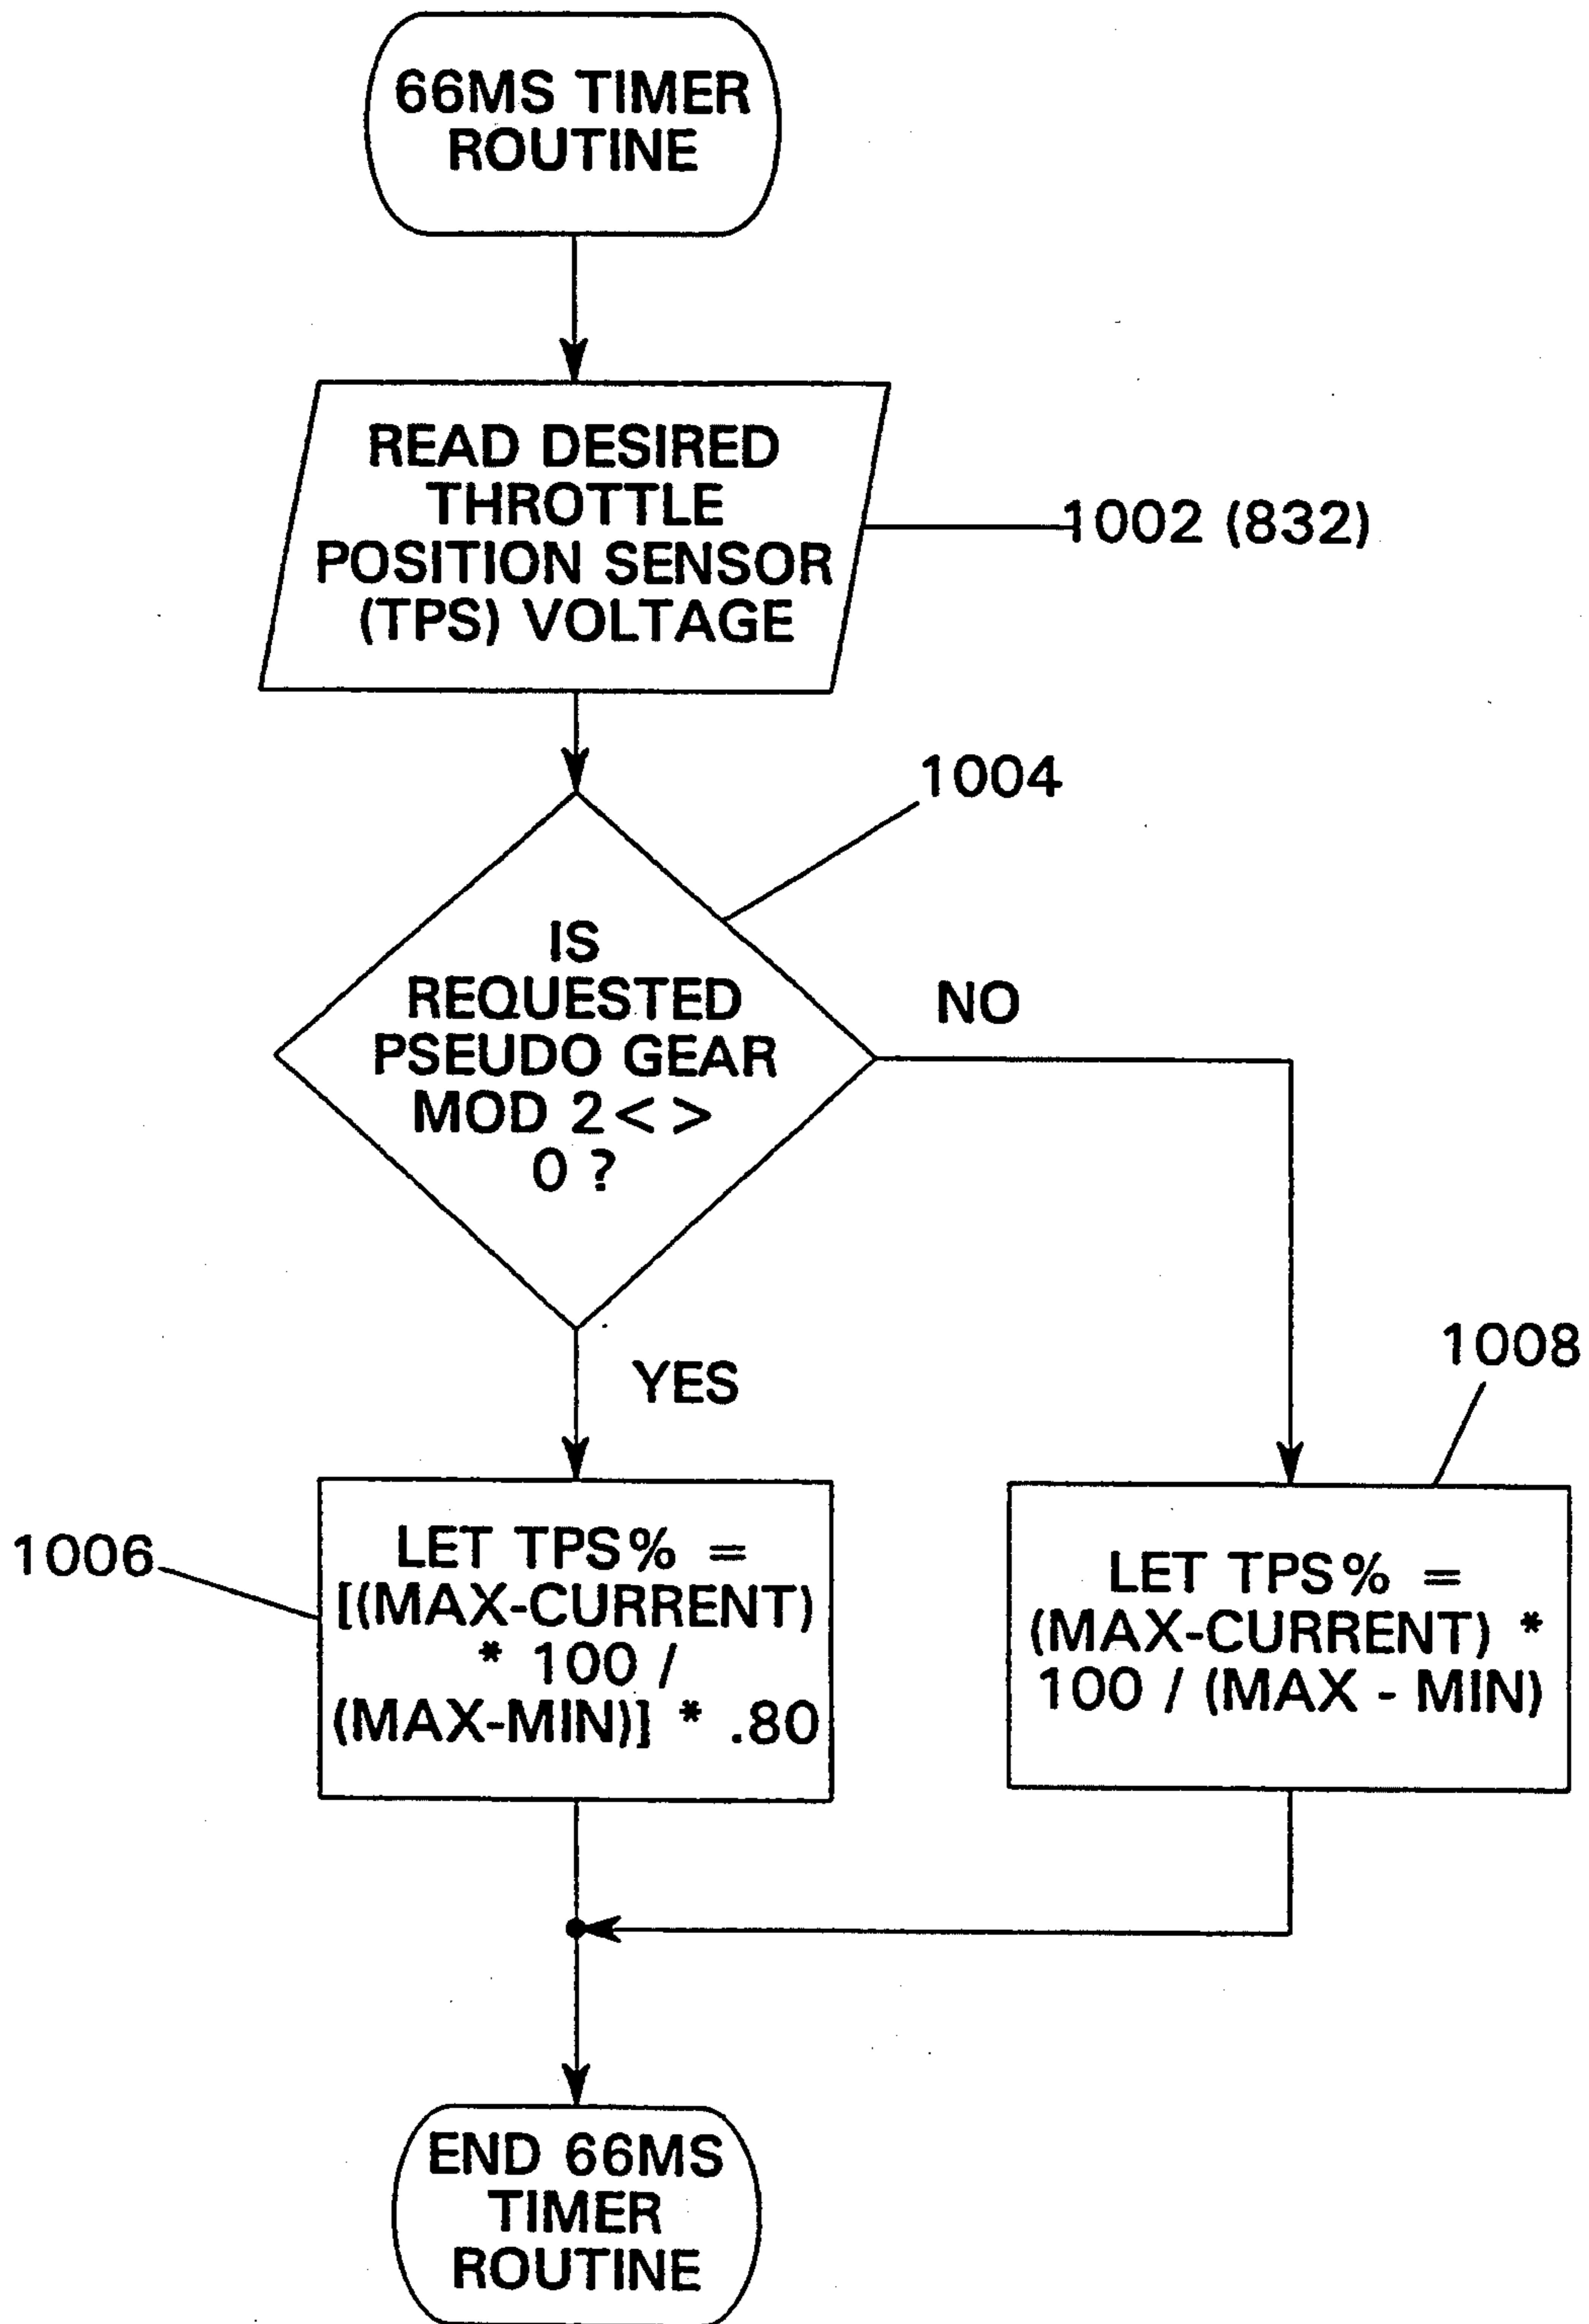 66MS TIMER
ROUTINE
READ DESIRED
THROTTLE
POSITION SENSOR
(TPS) VOLTAGE
1002 (832)
1004
IS
REQUESTED
PSEUDO GEAR
MOD 2 < >
0 ?
NO
YES
1008
1006
LET TPS% =
[(MAX-CURRENT)
* 100 /
(MAX-MIN)] * .80
LET TPS% =
(MAX-CURRENT) *
100 / (MAX - MIN)
END 66MS
TIMER
ROUTINE